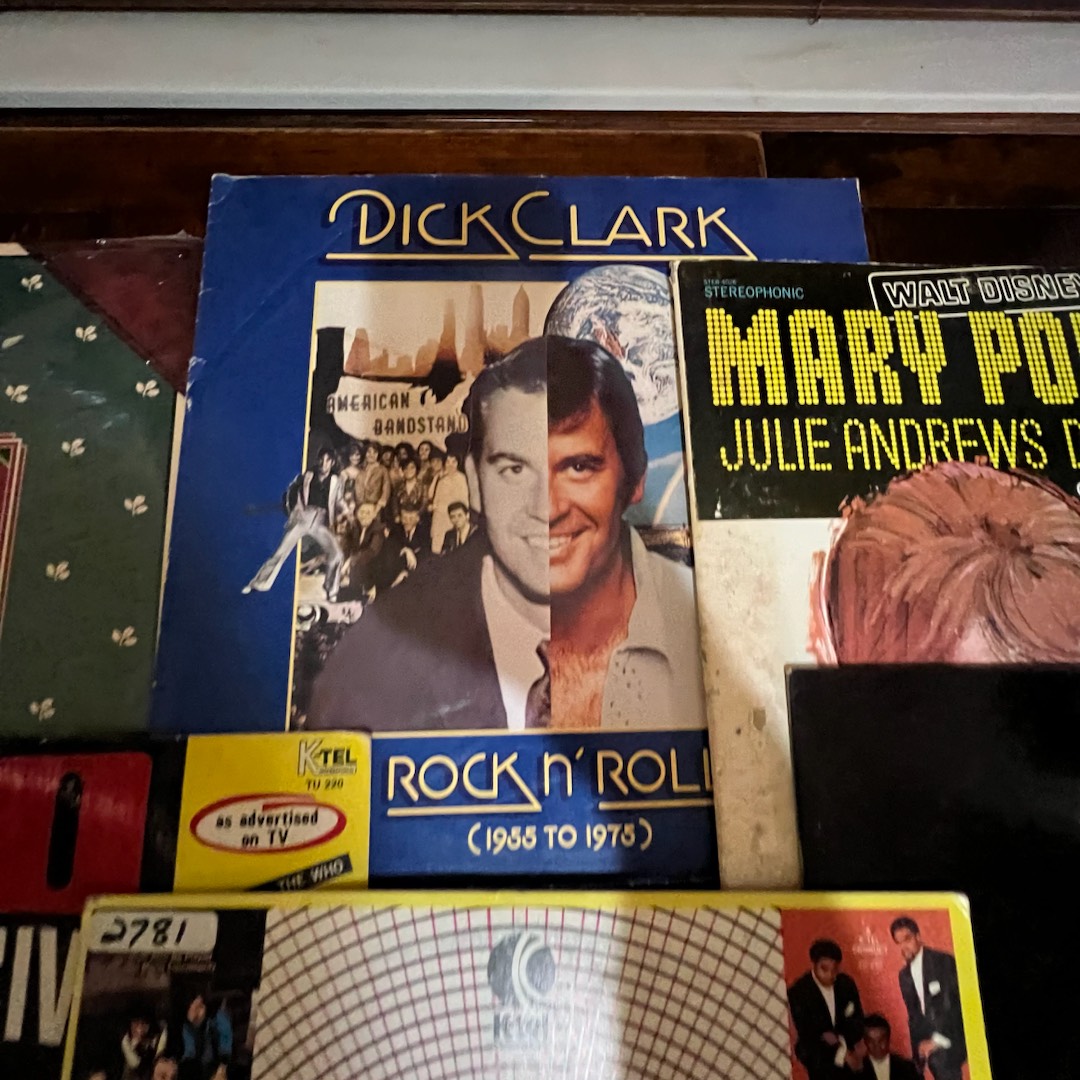 DICK CLARK
AMERICAN
BANDSTAND
ROCK n' ROLL
(1955 TO 1975)
STEREOPHONIC
WALT DISNEY
MARY PO
JULIE ANDREWS D
K-TEL
TU 220
as advertised
on TV
THE WHO
2781